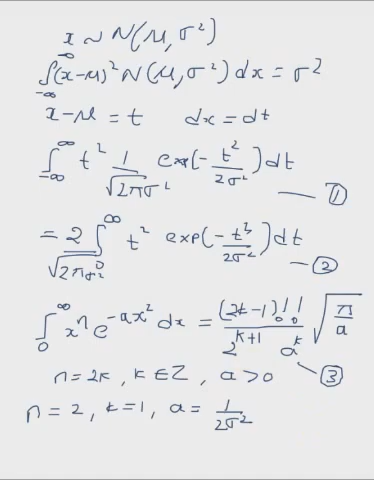 x ~ N(μ, σ²)
∫_{-∞}^{∞} (x-μ)² N(μ, σ²) dx = σ²
x-μ = t   dx = dt
∫_{-∞}^{∞} t² 1/√(2πσ²) exp(-t²/2σ²) dt — ①
= 2/√(2πσ²) ∫_0^∞ t² exp(-t²/2σ²) dt — ②
∫_0^∞ xⁿ e^{-ax²} dx = (2k-1)!!/(2^{k+1} a^k) √(π/a) — ③
n = 2k, k ∈ Z, a > 0
n = 2, k = 1, a = 1/2σ²